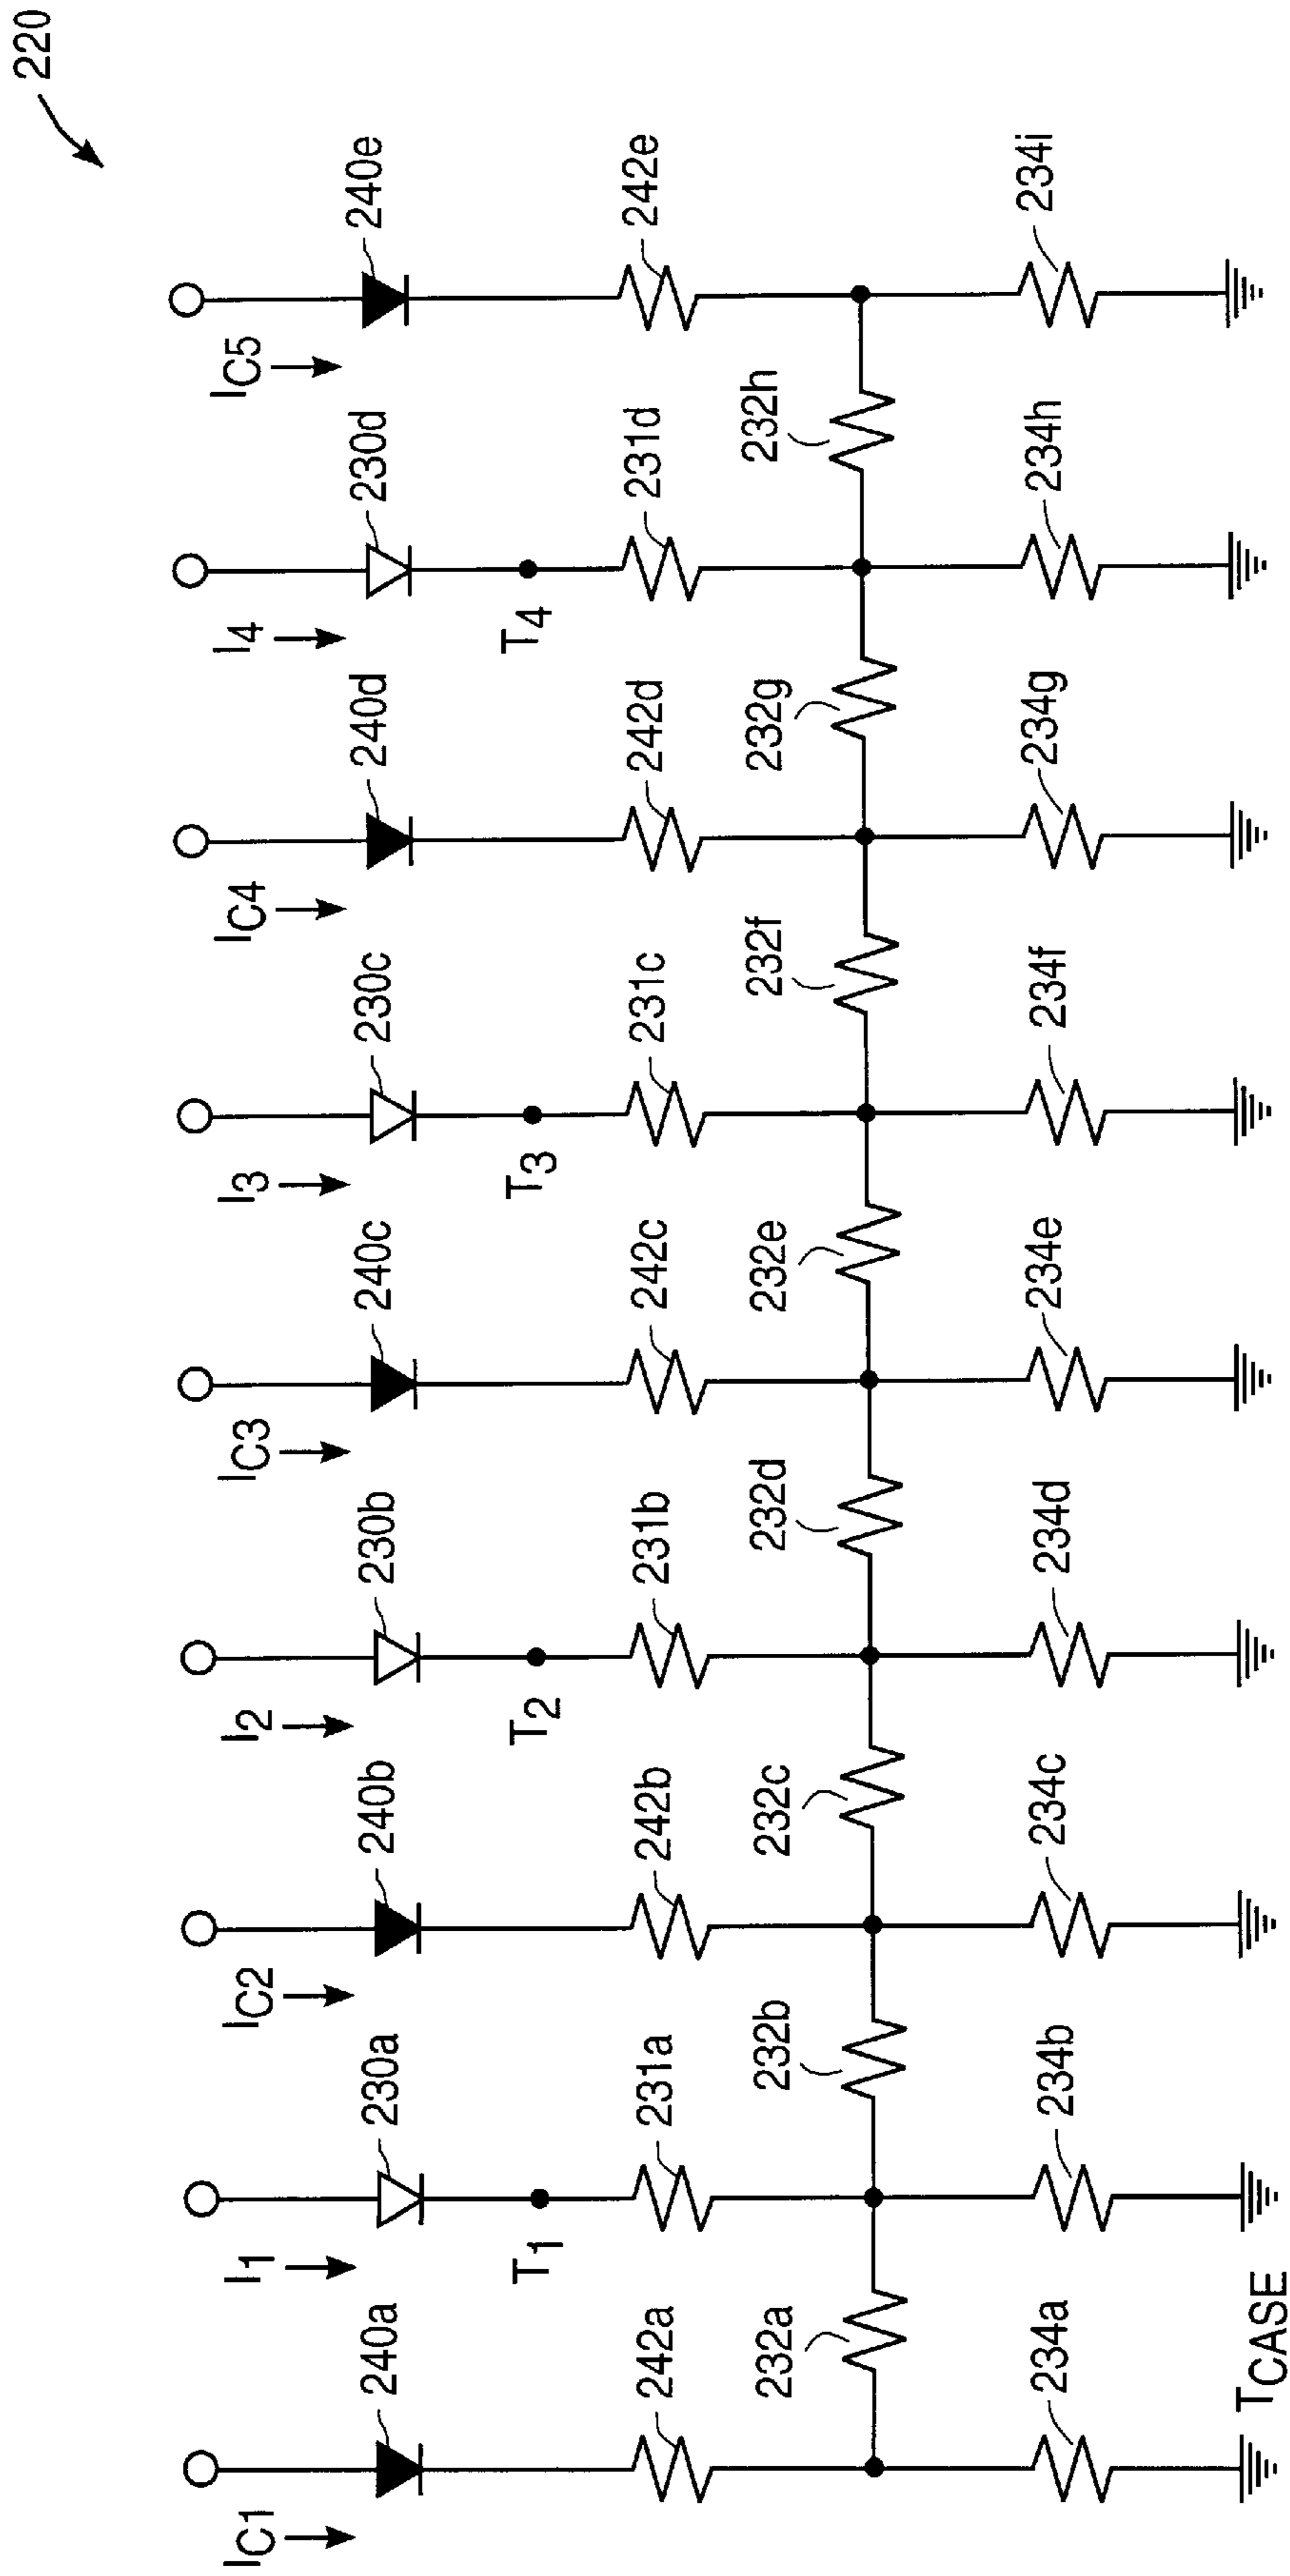 220
240e
242e
234i
IC5
232h
230d
231d
234h
I4
T4
240d
242d
232g
234g
IC4
232f
230c
231c
234f
I3
T3
240c
242c
232e
234e
IC3
232d
230b
231b
234d
I2
T2
240b
242b
232c
234c
IC2
232b
230a
231a
234b
I1
T1
240a
242a
232a
234a
IC1
TCASE